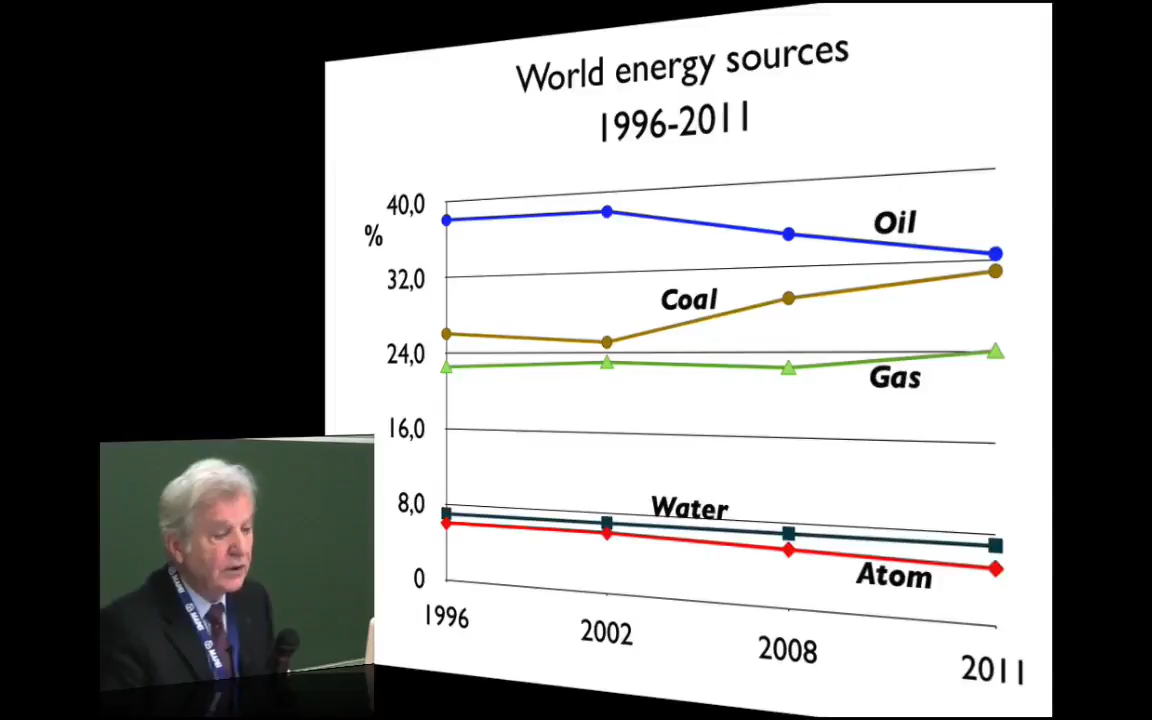 World energy sources
1996-2011
40,0
%
Oil
32,0
Coal
24,0
Gas
16,0
8,0
Water
Atom
0
1996
2002
2008
2011